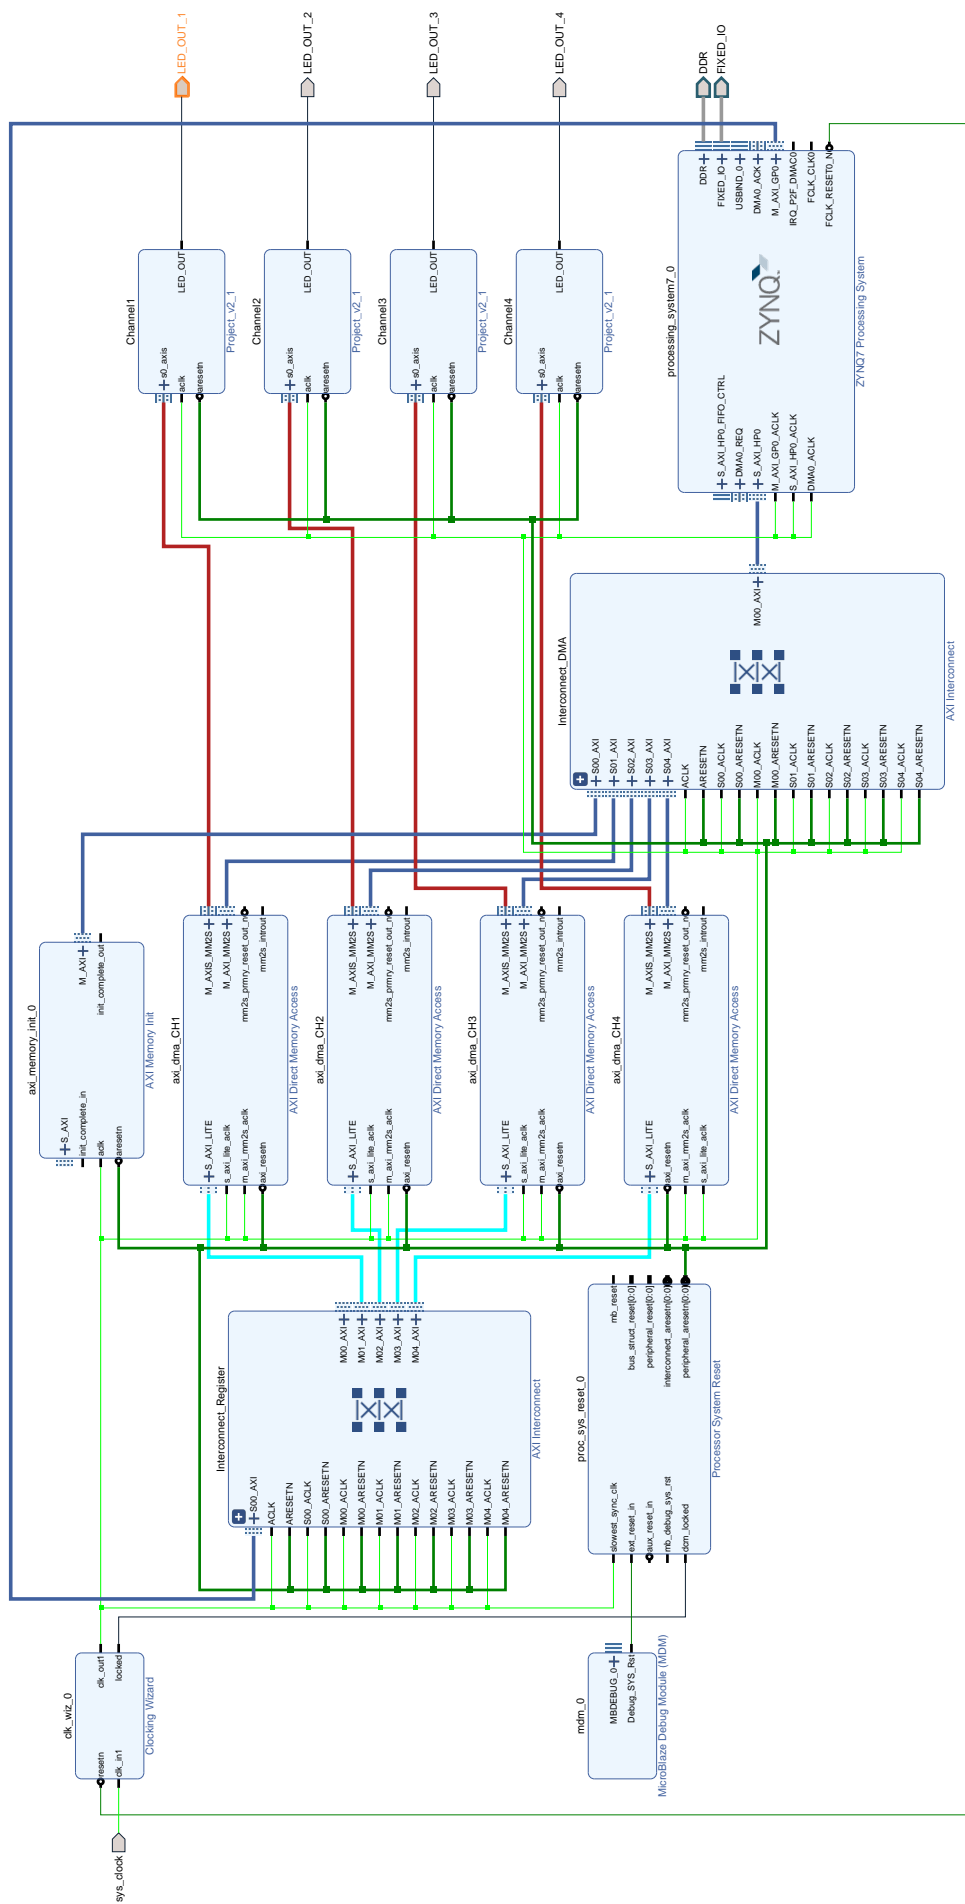 sys_clock
clk_wiz_0
resetn
clk_in1
clk_out1
locked
Clocking Wizard
mdm_0
MBDEBUG_0
Debug_SYS_Rst
MicroBlaze Debug Module (MDM)
Interconnect_Register
S00_AXI
ACLK
ARESETN
S00_ACLK
S00_ARESETN
M00_ACLK
M00_ARESETN
M01_ACLK
M01_ARESETN
M02_ACLK
M02_ARESETN
M03_ACLK
M03_ARESETN
M04_ACLK
M04_ARESETN
M00_AXI
M01_AXI
M02_AXI
M03_AXI
M04_AXI
AXI Interconnect
proc_sys_reset_0
slowest_sync_clk
ext_reset_in
aux_reset_in
mb_debug_sys_rst
dcm_locked
mb_reset
bus_struct_reset[0:0]
peripheral_reset[0:0]
interconnect_aresetn[0:0]
peripheral_aresetn[0:0]
Processor System Reset
axi_memory_init_0
S_AXI
init_complete_in
aclk
aresetn
M_AXI
init_complete_out
AXI Memory Init
axi_dma_CH1
S_AXI_LITE
s_axi_lite_aclk
m_axi_mm2s_aclk
axi_resetn
M_AXIS_MM2S
M_AXI_MM2S
mm2s_prmry_reset_out_n
mm2s_introut
AXI Direct Memory Access
axi_dma_CH2
S_AXI_LITE
s_axi_lite_aclk
m_axi_mm2s_aclk
axi_resetn
M_AXIS_MM2S
M_AXI_MM2S
mm2s_prmry_reset_out_n
mm2s_introut
AXI Direct Memory Access
axi_dma_CH3
S_AXI_LITE
s_axi_lite_aclk
m_axi_mm2s_aclk
axi_resetn
M_AXIS_MM2S
M_AXI_MM2S
mm2s_prmry_reset_out_n
mm2s_introut
AXI Direct Memory Access
axi_dma_CH4
S_AXI_LITE
axi_resetn
m_axi_mm2s_aclk
s_axi_lite_aclk
M_AXIS_MM2S
M_AXI_MM2S
mm2s_prmry_reset_out_n
mm2s_introut
AXI Direct Memory Access
Interconnect_DMA
S00_AXI
S01_AXI
S02_AXI
S03_AXI
S04_AXI
ACLK
ARESETN
S00_ACLK
S00_ARESETN
M00_ACLK
M00_ARESETN
S01_ACLK
S01_ARESETN
S02_ACLK
S02_ARESETN
S03_ACLK
S03_ARESETN
S04_ACLK
S04_ARESETN
M00_AXI
AXI Interconnect
Channel1
s0_axis
aclk
aresetn
LED_OUT
Project_v2_1
Channel2
s0_axis
aclk
aresetn
LED_OUT
Project_v2_1
Channel3
s0_axis
aclk
aresetn
LED_OUT
Project_v2_1
Channel4
s0_axis
aclk
aresetn
LED_OUT
Project_v2_1
processing_system7_0
S_AXI_HP0_FIFO_CTRL
DMA0_REQ
S_AXI_HP0
M_AXI_GP0_ACLK
S_AXI_HP0_ACLK
DMA0_ACLK
ZYNQ
DDR
FIXED_IO
USBIND_0
DMA0_ACK
M_AXI_GP0
IRQ_P2F_DMAC0
FCLK_CLK0
FCLK_RESET0_N
ZYNQ7 Processing System
LED_OUT_1
LED_OUT_2
LED_OUT_3
LED_OUT_4
DDR
FIXED_IO